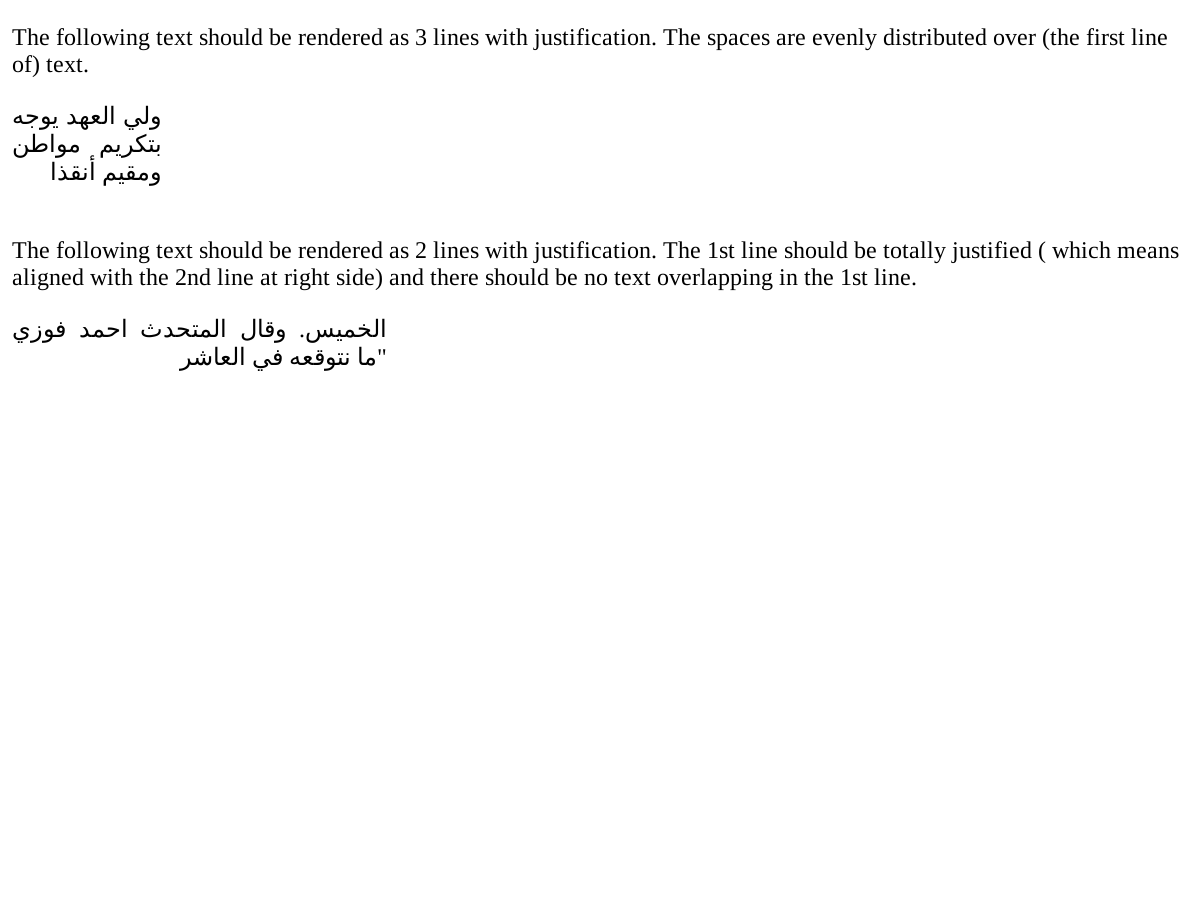 The following text should be rendered as 3 lines with justification. The spaces are evenly distributed over (the first line
of) text.
ولي العهد يوجه
بتكريم مواطن
ومقيم أنقذا
The following text should be rendered as 2 lines with justification. The 1st line should be totally justified ( which means
aligned with the 2nd line at right side) and there should be no text overlapping in the 1st line.
الخميس. وقال المتحدث احمد فوزي
"ما نتوقعه في العاشر